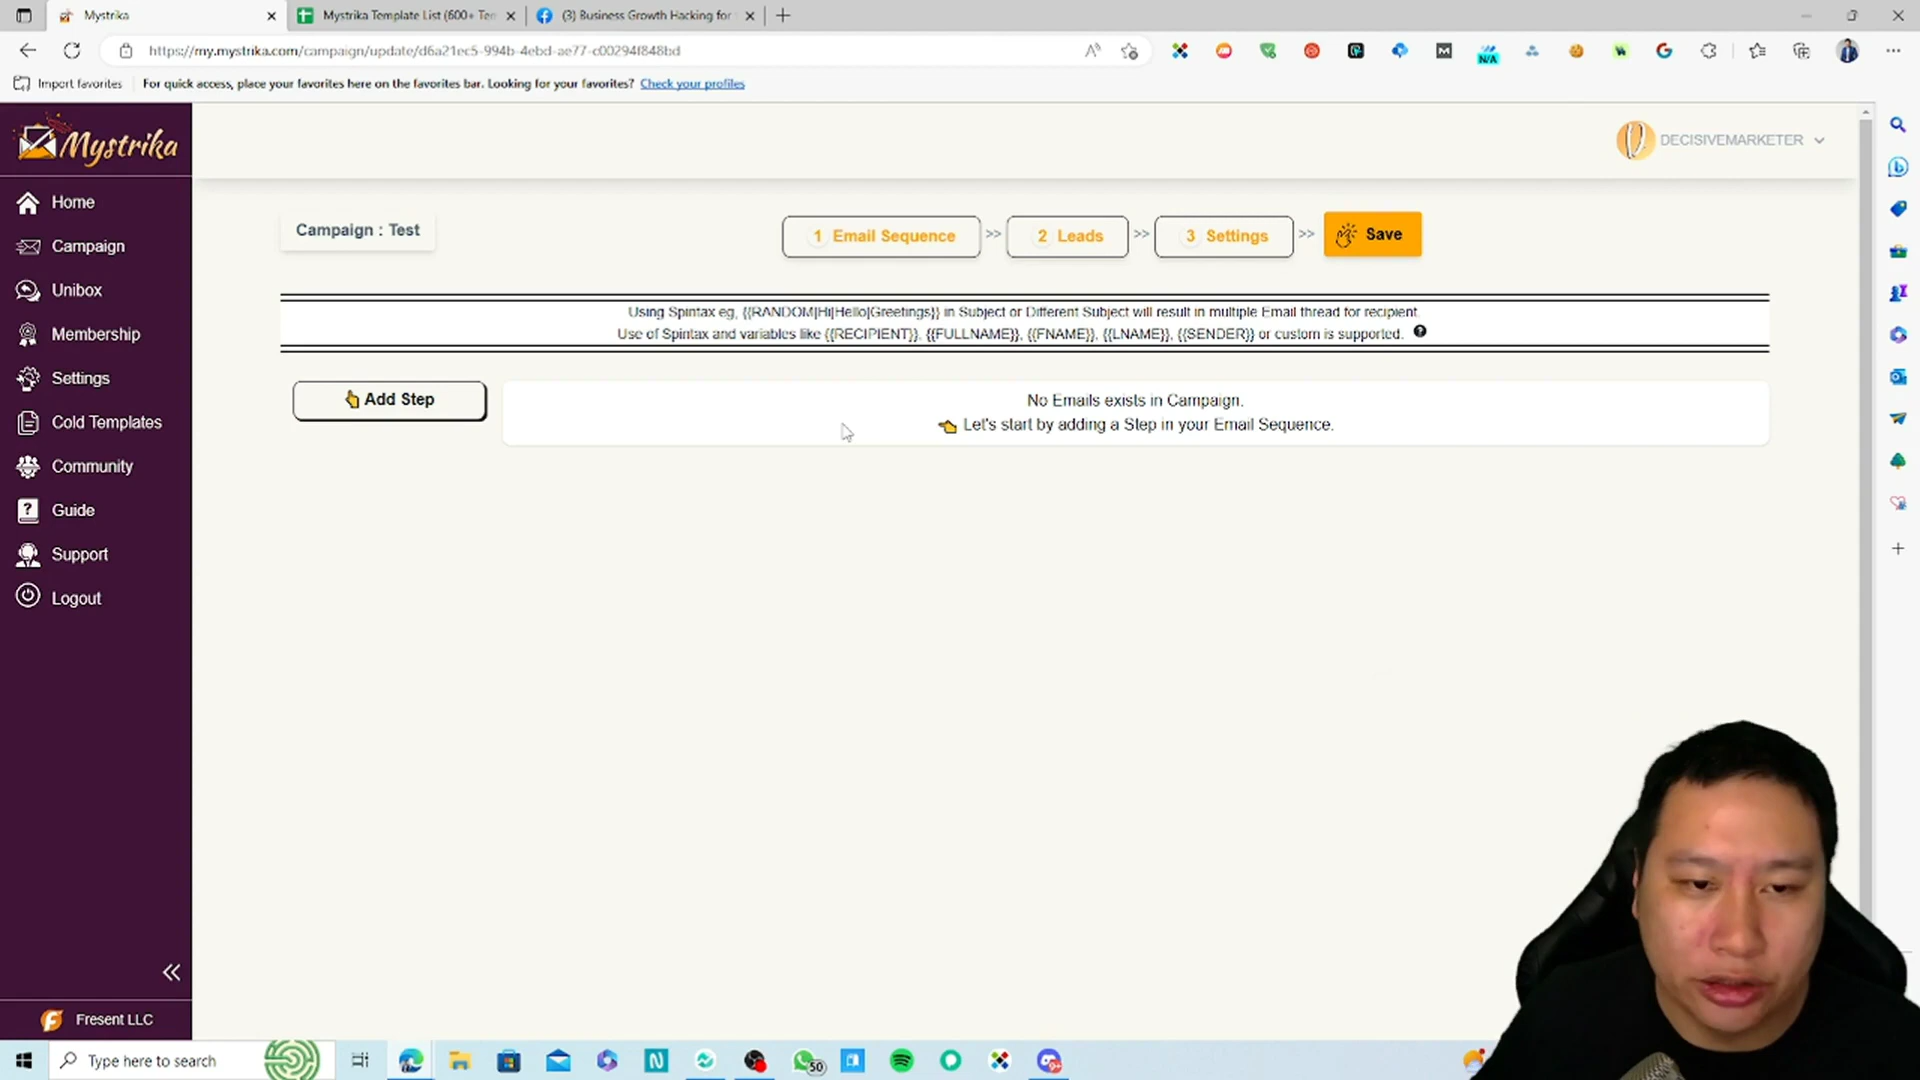 Mystrika
Mystrika Template List (600+ Ten
(3) Business Growth Hacking for
https://my.mystrika.com/campaign/update/d6a21ec5-994b-4ebd-ae77-c00294f848bd
N/A
Import favorites
For quick access, place your favorites here on the favorites bar. Looking for your favorites? Check your profiles
Mystrika
DECISIVEMARKETER
Home
Campaign
Unibox
Membership
Settings
Cold Templates
Community
Guide
Support
Logout
Fresent LLC
Campaign : Test
1 Email Sequence >> 2 Leads >> 3 Settings >> Save
Using Spintax eg, {{RANDOM|Hi|Hello|Greetings}} in Subject or Different Subject will result in multiple Email thread for recipient.
Use of Spintax and variables like {{RECIPIENT}}, {{FULLNAME}}, {{FNAME}}, {{LNAME}}, {{SENDER}} or custom is supported.
Add Step
No Emails exists in Campaign.
Let's start by adding a Step in your Email Sequence.
Type here to search
50